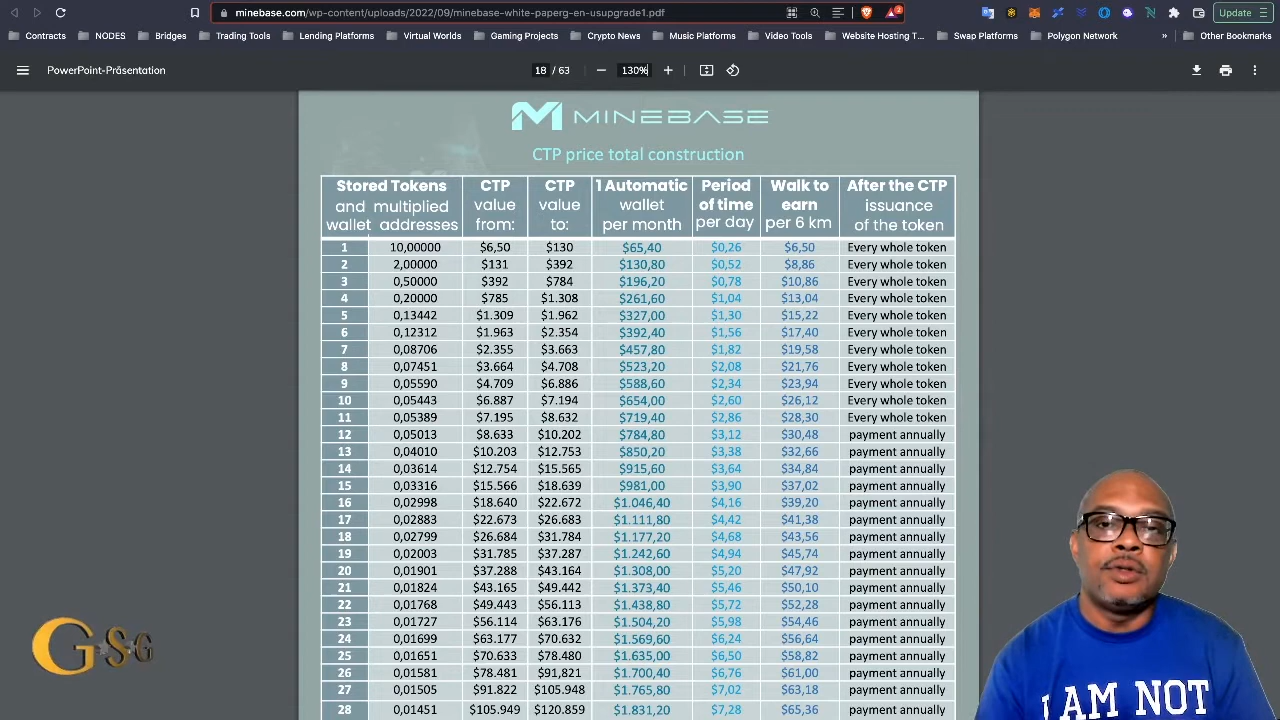 minebase.com/wp-content/uploads/2022/09/minebase-white-paperg-en-usupgrade1.pdf
2
Update
Contracts NODES Bridges Trading Tools Lending Platforms Virtual Worlds Gaming Projects Crypto News Music Platforms Video Tools Website Hosting T... Swap Platforms Polygon Network » Other Bookmarks
PowerPoint-Präsentation 18 / 63 130%
MINEBASE
CTP price total construction
Stored Tokens CTP CTP 1 Automatic Period Walk to After the CTP
and multiplied value value wallet of time earn issuance
wallet addresses from: to: per month per day per 6 km of the token
1 10,00000 $6,50 $130 $65,40 $0,26 $6,50 Every whole token
2 2,00000 $131 $392 $130,80 $0,52 $8,86 Every whole token
3 0,50000 $392 $784 $196,20 $0,78 $10,86 Every whole token
4 0,20000 $785 $1.308 $261,60 $1,04 $13,04 Every whole token
5 0,13442 $1.309 $1.962 $327,00 $1,30 $15,22 Every whole token
6 0,12312 $1.963 $2.354 $392,40 $1,56 $17,40 Every whole token
7 0,08706 $2.355 $3.663 $457,80 $1,82 $19,58 Every whole token
8 0,07451 $3.664 $4.708 $523,20 $2,08 $21,76 Every whole token
9 0,05590 $4.709 $6.886 $588,60 $2,34 $23,94 Every whole token
10 0,05443 $6.887 $7.194 $654,00 $2,60 $26,12 Every whole token
11 0,05389 $7.195 $8.632 $719,40 $2,86 $28,30 Every whole token
12 0,05013 $8.633 $10.202 $784,80 $3,12 $30,48 payment annually
13 0,04010 $10.203 $12.753 $850,20 $3,38 $32,66 payment annually
14 0,03614 $12.754 $15.565 $915,60 $3,64 $34,84 payment annually
15 0,03316 $15.566 $18.639 $981,00 $3,90 $37,02 payment annually
16 0,02998 $18.640 $22.672 $1.046,40 $4,16 $39,20 payment annually
17 0,02883 $22.673 $26.683 $1.111,80 $4,42 $41,38 payment annually
18 0,02799 $26.684 $31.784 $1.177,20 $4,68 $43,56 payment annually
19 0,02003 $31.785 $37.287 $1.242,60 $4,94 $45,74 payment annually
20 0,01901 $37.288 $43.164 $1.308,00 $5,20 $47,92 payment annually
21 0,01824 $43.165 $49.442 $1.373,40 $5,46 $50,10 payment annually
22 0,01768 $49.443 $56.113 $1.438,80 $5,72 $52,28 payment annually
23 0,01727 $56.114 $63.176 $1.504,20 $5,98 $54,46 payment annually
24 0,01699 $63.177 $70.632 $1.569,60 $6,24 $56,64 payment annually
25 0,01651 $70.633 $78.480 $1.635,00 $6,50 $58,82 payment annually
26 0,01581 $78.481 $91,821 $1.700,40 $6,76 $61,00 payment annually
27 0,01505 $91.822 $105.948 $1.765,80 $7,02 $63,18 payment annually
28 0,01451 $105.949 $120.859 $1.831,20 $7,28 $65,36 payment annually
GSG
I AM NOT